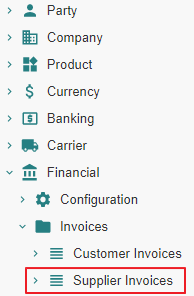 Party
Company
Product
Currency
Banking
Carrier
Financial
Configuration
Invoices
Customer Invoices
Supplier Invoices